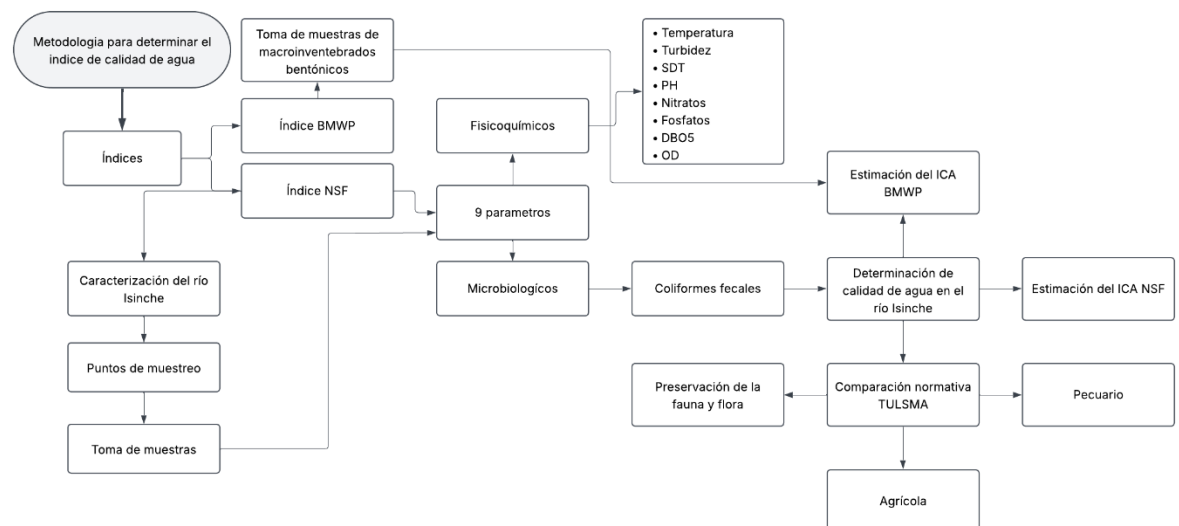 Metodologia para determinar el
indice de calidad de agua
Toma de muestras de
macroinvebrados
bentónicos
• Temperatura
• Turbidez
• SDT
• PH
• Nitratos
• Fosfatos
• DBO5
• OD
Índice BMWP
Fisicoquímicos
Índices
Índice NSF
9 parametros
Estimación del ICA
BMWP
Caracterización del río
Isinche
Microbiologícos
Coliformes fecales
Determinación de
calidad de agua en el
río Isinche
Estimación del ICA NSF
Puntos de muestreo
Preservación de la
fauna y flora
Comparación normativa
TULSMA
Pecuario
Toma de muestras
Agrícola